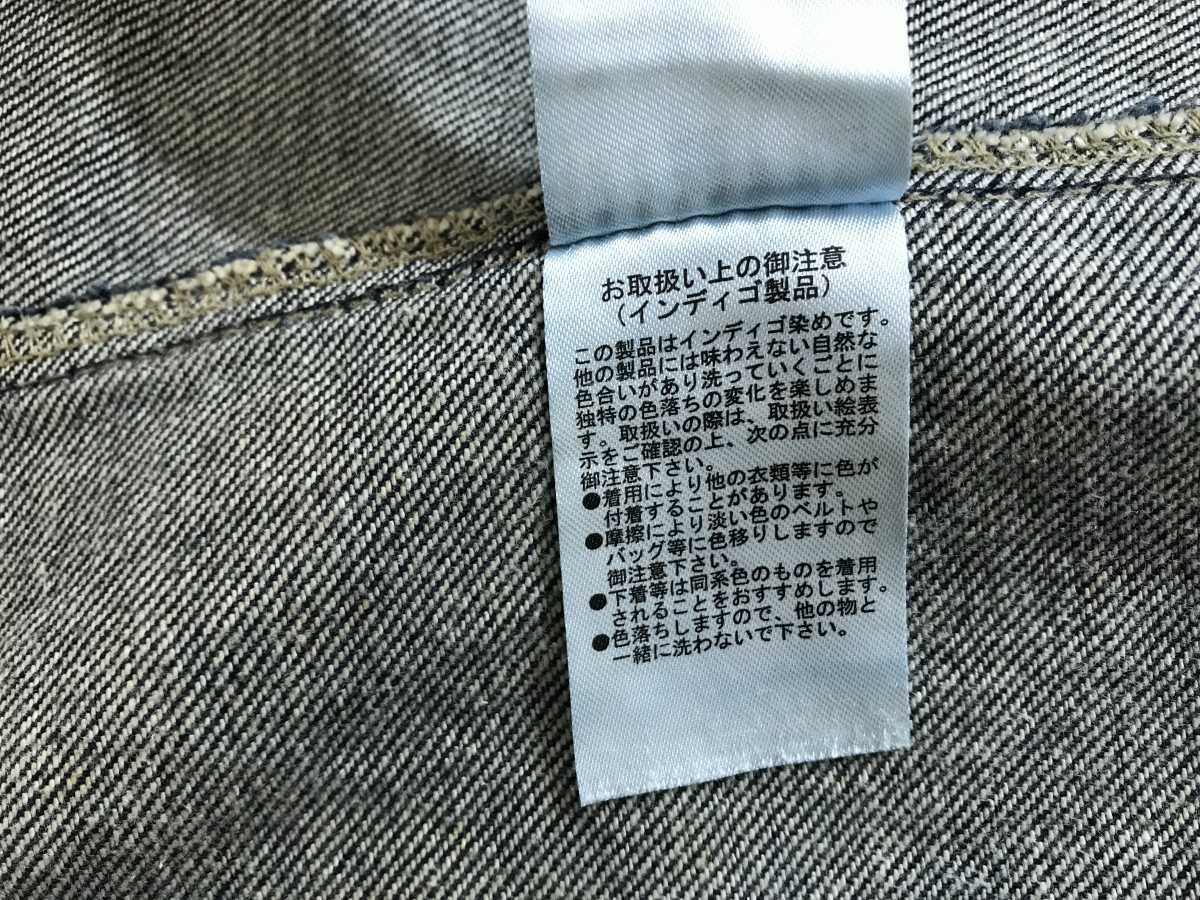 お取扱い上の御注意
（インディゴ製品）
この製品はインディゴ染めです。
他の製品には味わえない自然な
色合いがあり洗っていくごとに
独特の色落ちの変化を楽しめま
す。取扱いの際は、取扱い絵表
示をご確認の上、次の点に充分
御注意下さい。
●着用により他の衣類等に色が
付着することがあります。
●摩擦により淡い色のベルトや
バッグ等に色移りしますので
御注意下さい。
●下着等は同系色のものを着用
されることをおすすめします。
●色落ちしますので、他の物と
一緒に洗わないで下さい。